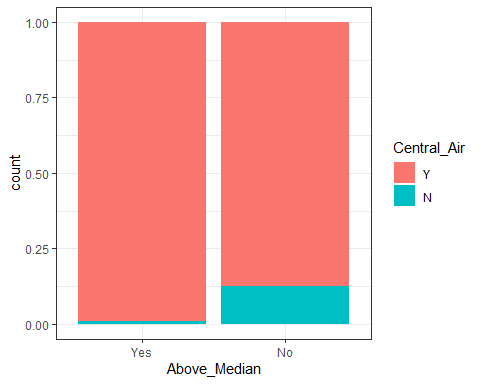 1.00
0.75
0.50
0.25
0.00
count
Yes No
Above_Median
Central_Air
Y
N